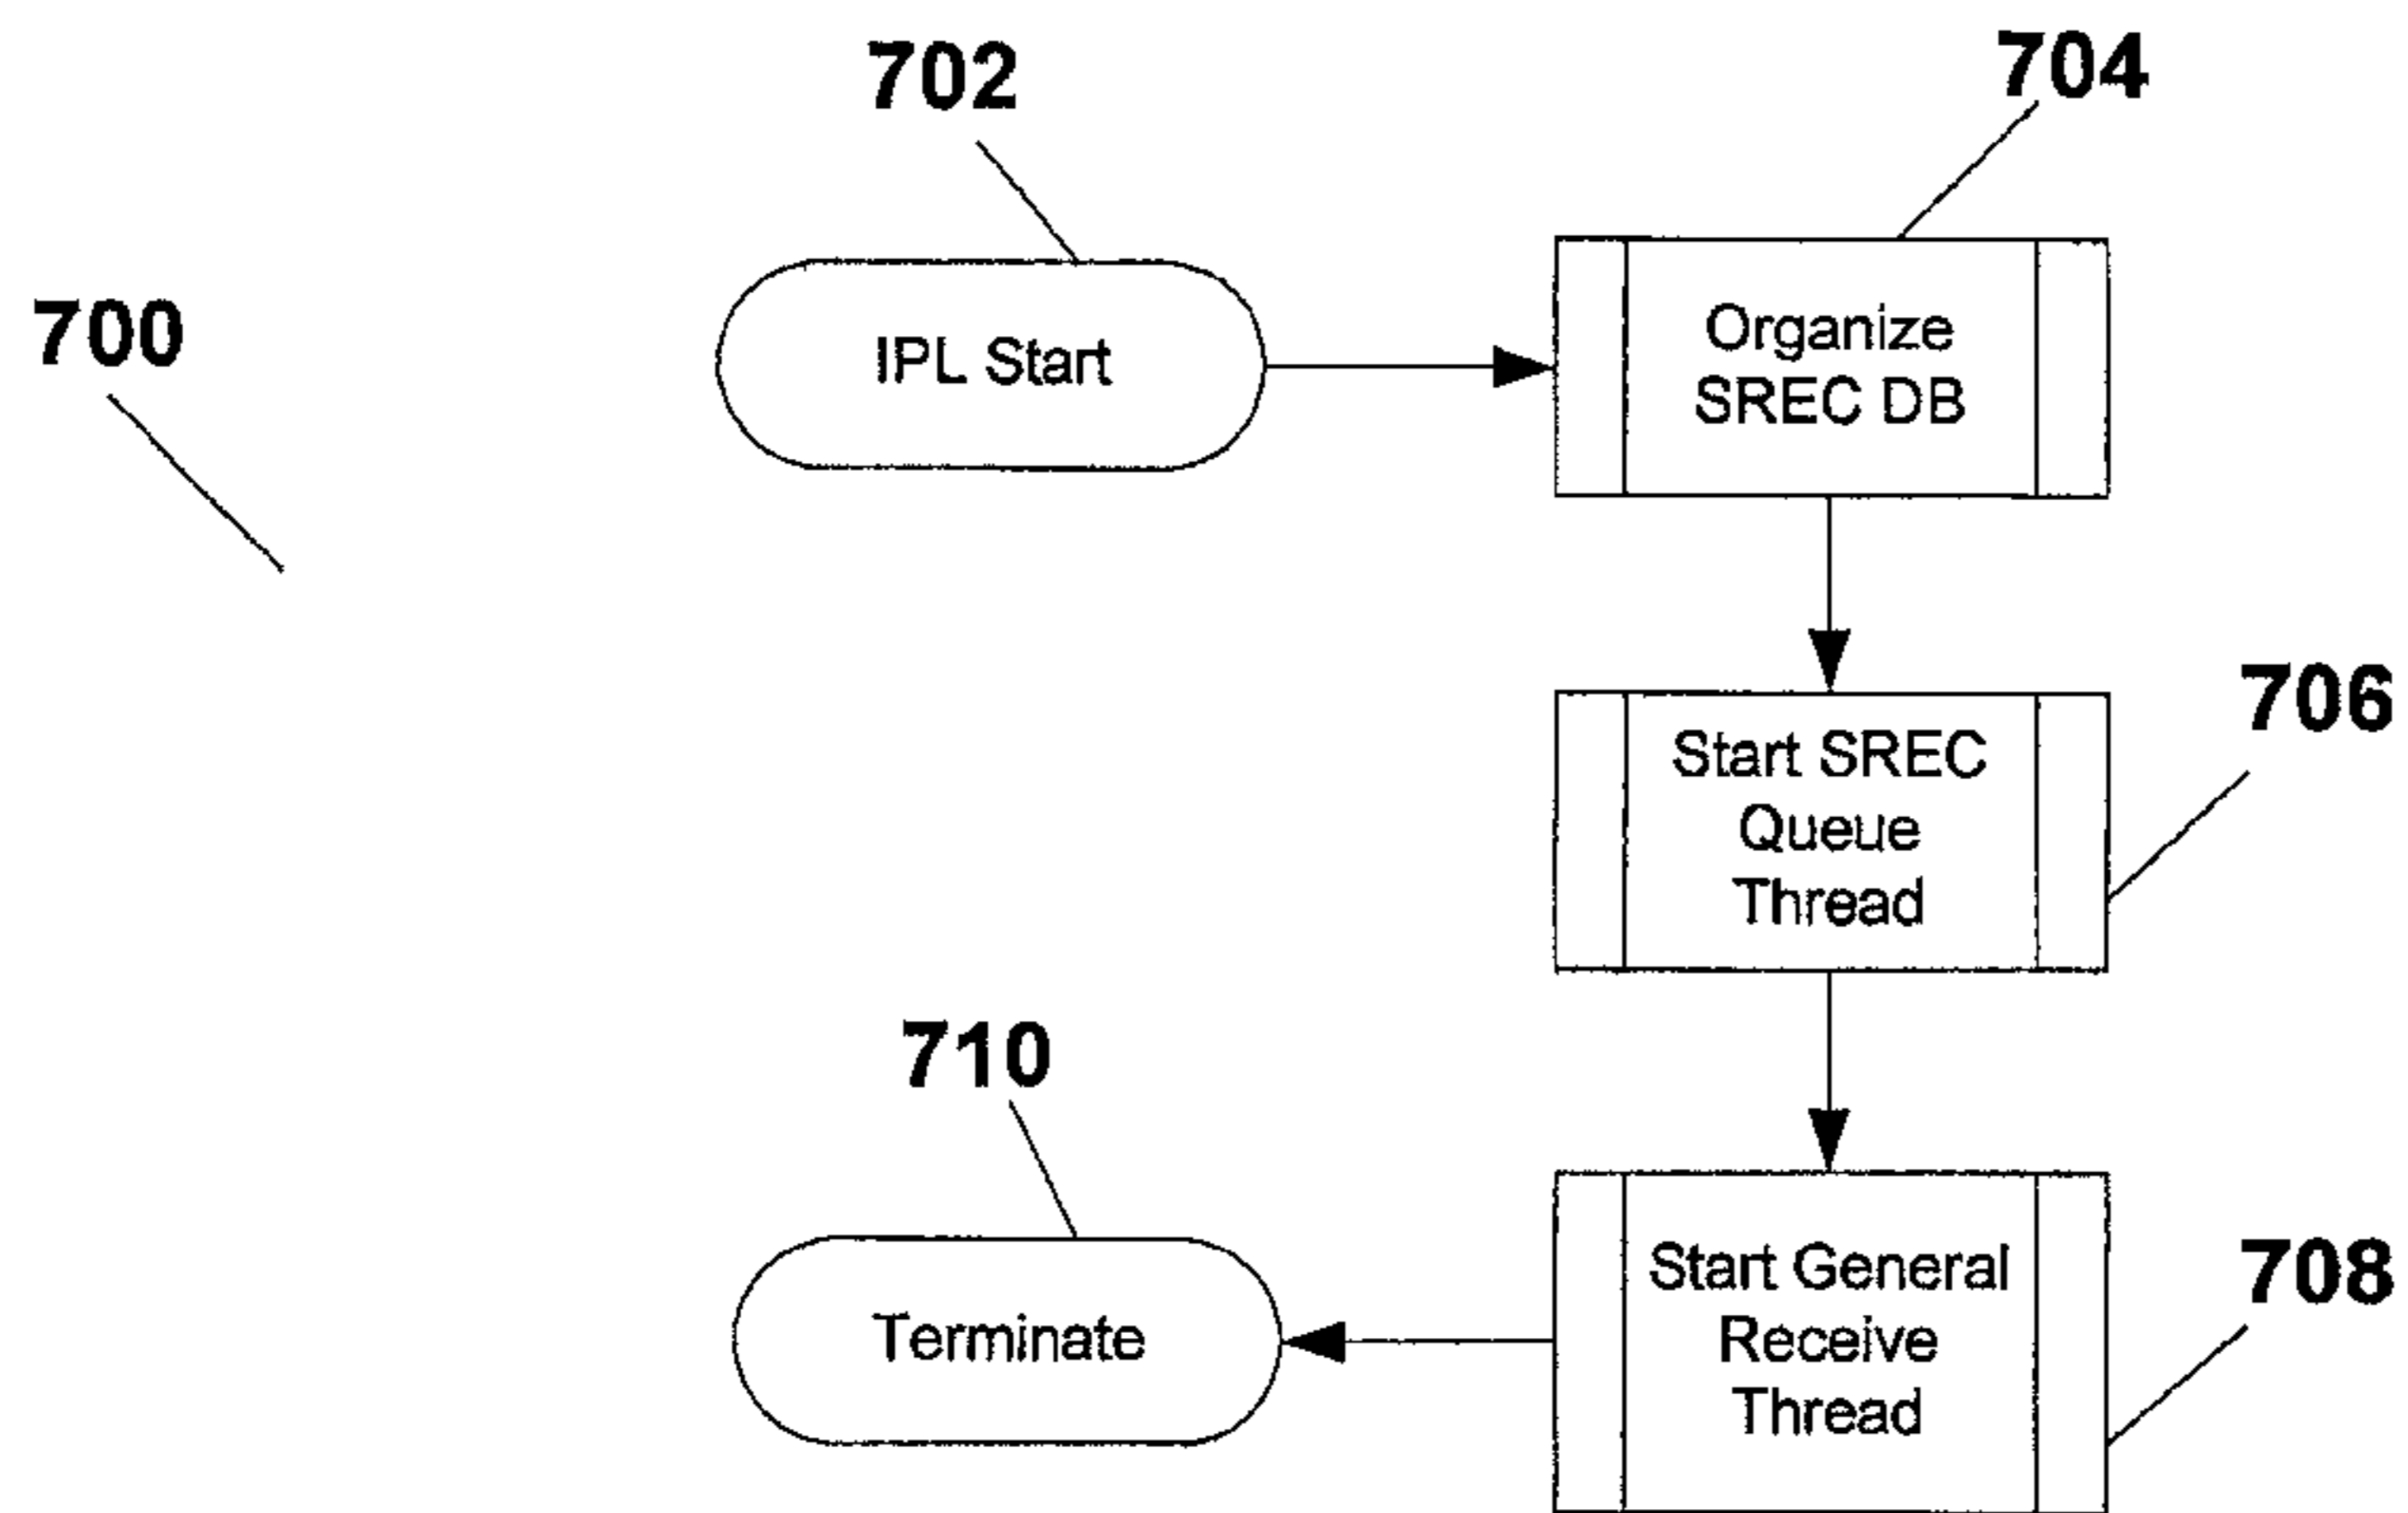 702
704
700
IPL Start
Organize
SREC DB
706
Start SREC
Queue
Thread
710
708
Start General
Receive
Thread
Terminate